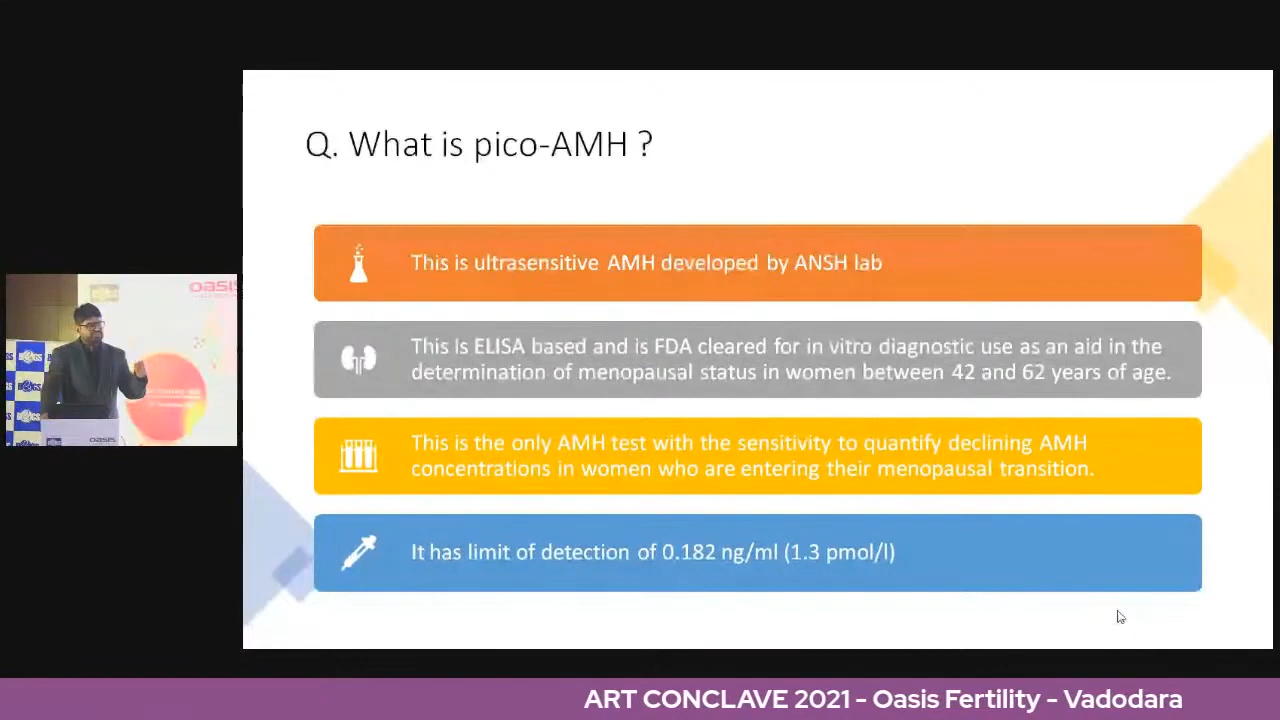 Q. What is pico-AMH ?
This is ultrasensitive AMH developed by ANSH lab
This Is ELISA based and is FDA cleared for in vitro diagnostic use as an aid in the
determination of menopausal status in women between 42 and 62 years of age.
This is the only AMH test with the sensitivity to quantify declining AMH
concentrations in women who are entering their menopausal transition.
It has limit of detection of 0.182 ng/ml (1.3 pmol/l)
oasis
oasis
ART CONCLAVE 2021 - Oasis Fertility - Vadodara